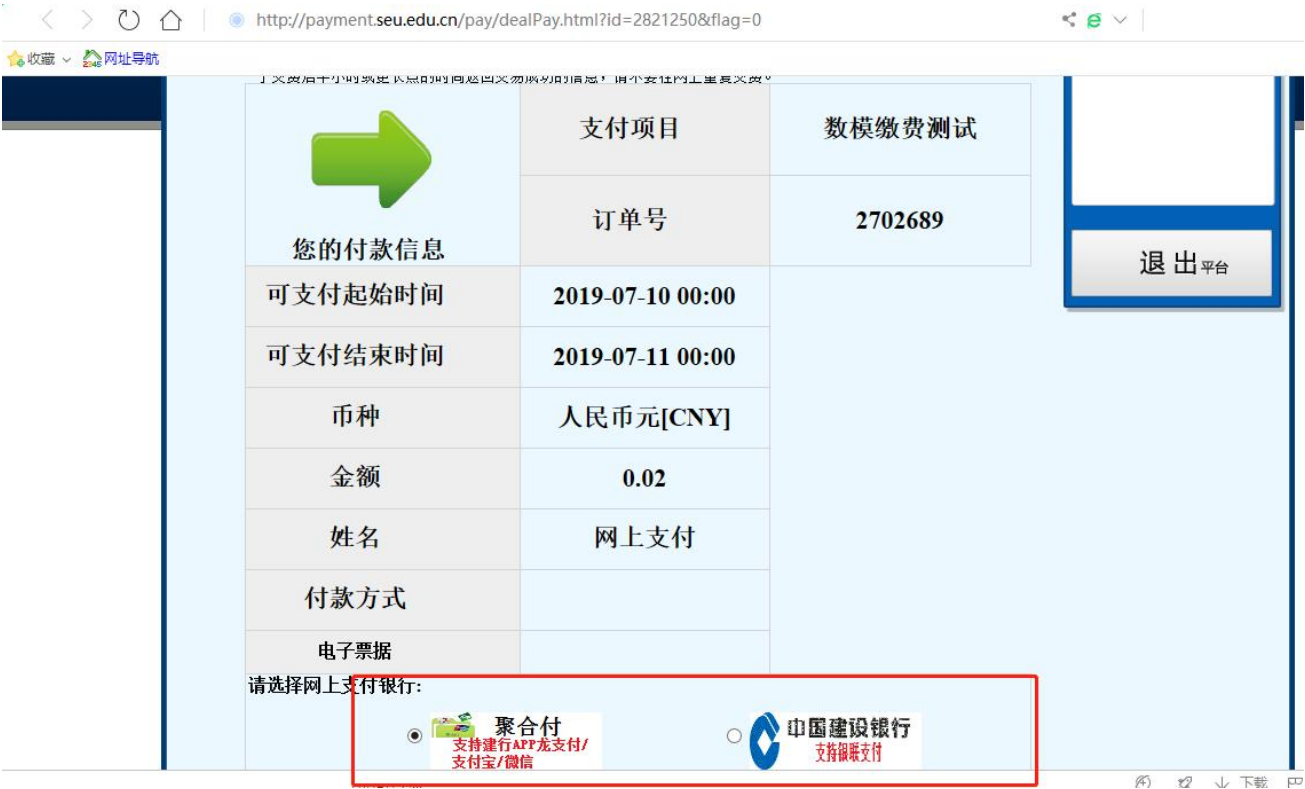 http://payment.seu.edu.cn/pay/dealPay.html?id=2821250&flag=0
收藏
2345
网址导航
支付项目
数模缴费测试
订单号
2702689
您的付款信息
退出平台
可支付起始时间
2019-07-10 00:00
可支付结束时间
2019-07-11 00:00
币种
人民币元[CNY]
金额
0.02
姓名
网上支付
付款方式
电子票据
请选择网上支付银行:
聚合付
支持建行APP龙支付/
支付宝/微信
中国建设银行
支持银联支付
下载